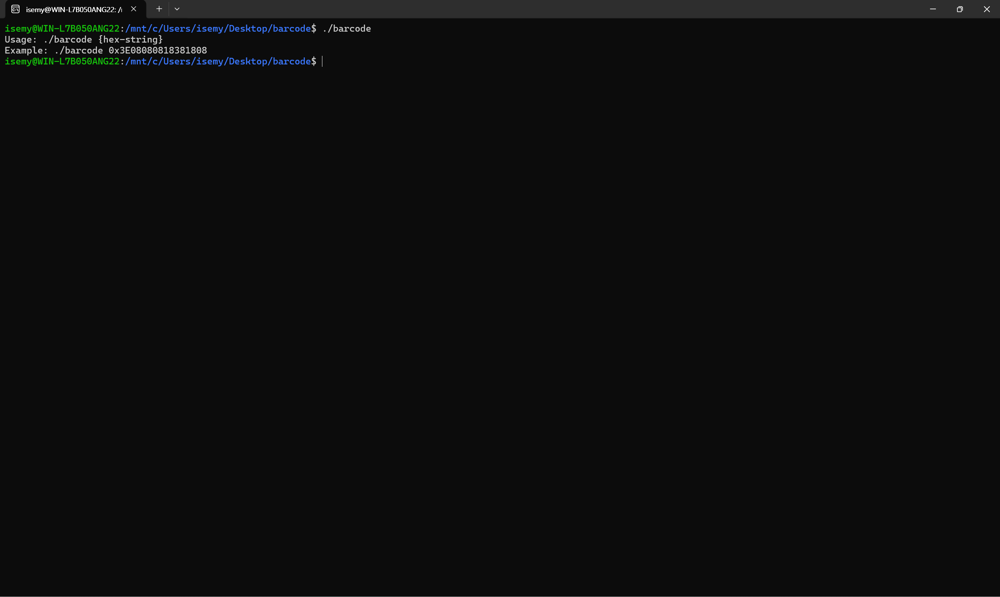 isemy@WIN-L7B050ANG22: /
isemy@WIN-L7B050ANG22:/mnt/c/Users/isemy/Desktop/barcode$ ./barcode
Usage: ./barcode {hex-string}
Example: ./barcode 0x3E08080818381808
isemy@WIN-L7B050ANG22:/mnt/c/Users/isemy/Desktop/barcode$